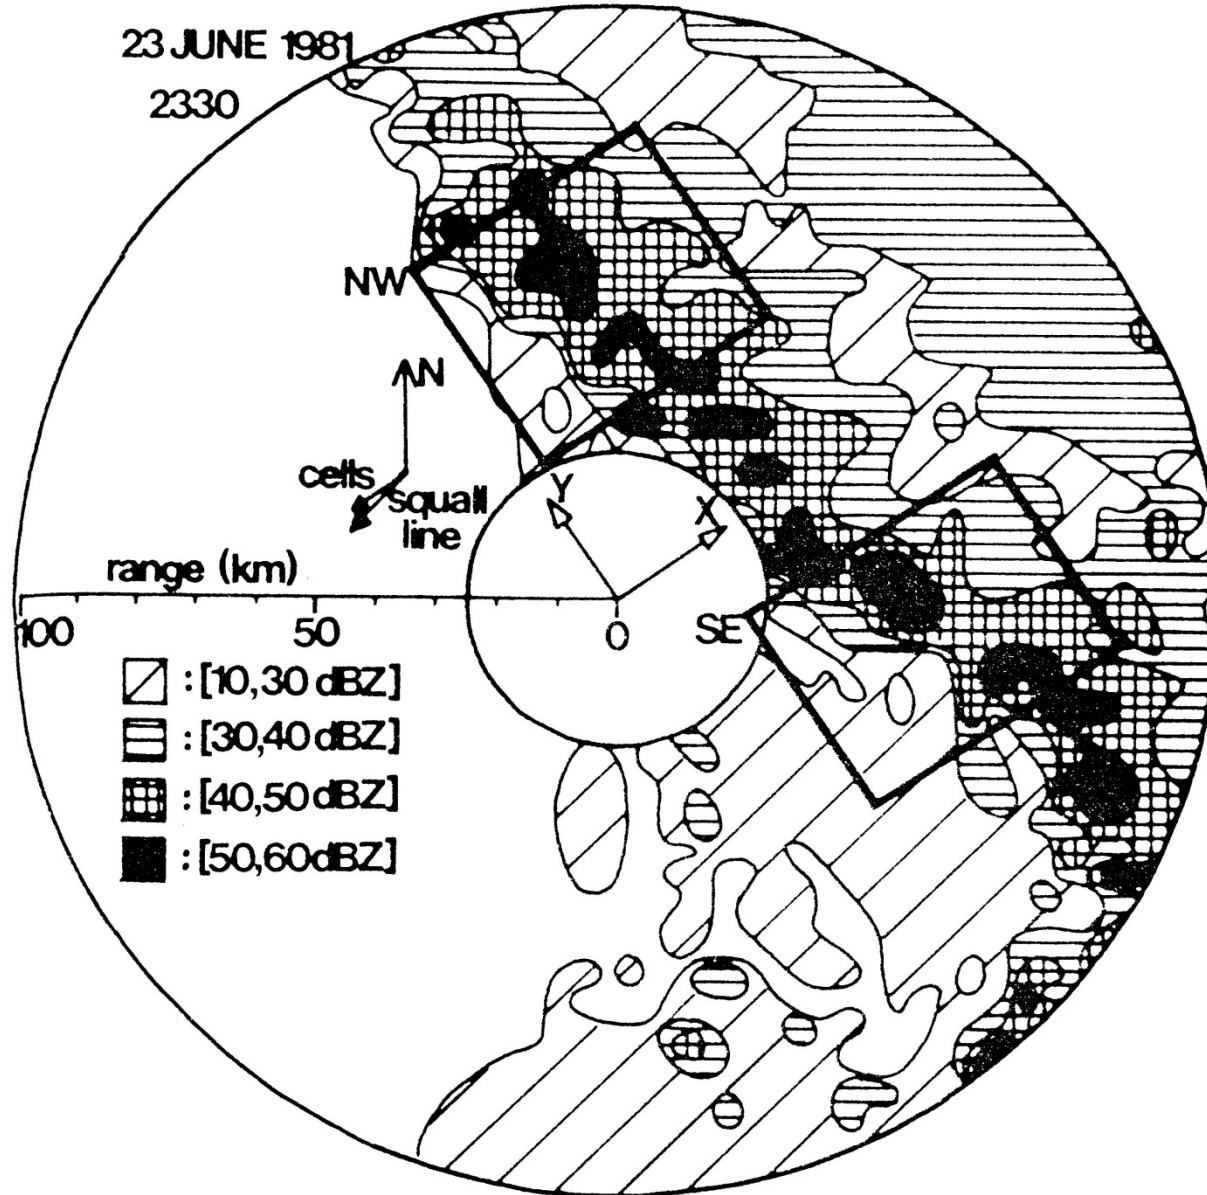 23 JUNE 1981
2330
NW
N
cells
squall
line
Y
X
range (km)
100
50
0
SE
: [10,30 dBZ]
: [30,40 dBZ]
: [40,50 dBZ]
: [50,60 dBZ]